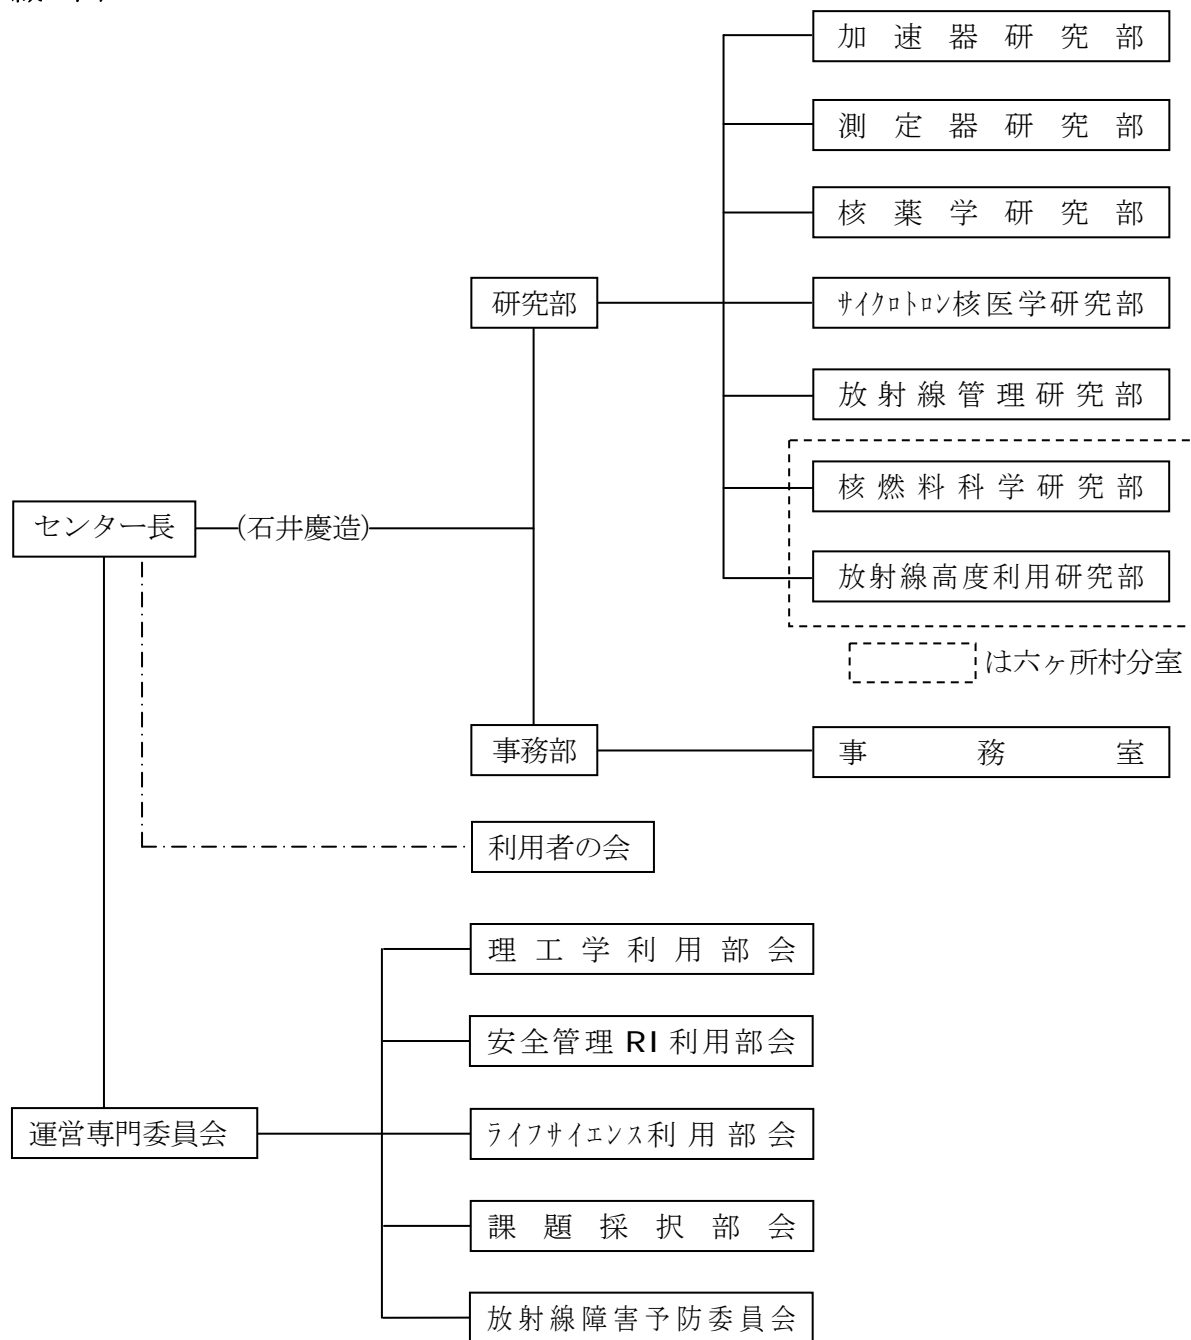 加速器研究部
測定器研究部
核薬学研究部
研究部
サイクロトロン核医学研究部
放射線管理研究部
核燃料科学研究部
センター長
(石井慶造)
放射線高度利用研究部
は六ヶ所村分室
事務部
事務室
利用者の会
理工学利用部会
安全管理 RI 利用部会
運営専門委員会
ライフサイエンス利用部会
課題採択部会
放射線障害予防委員会